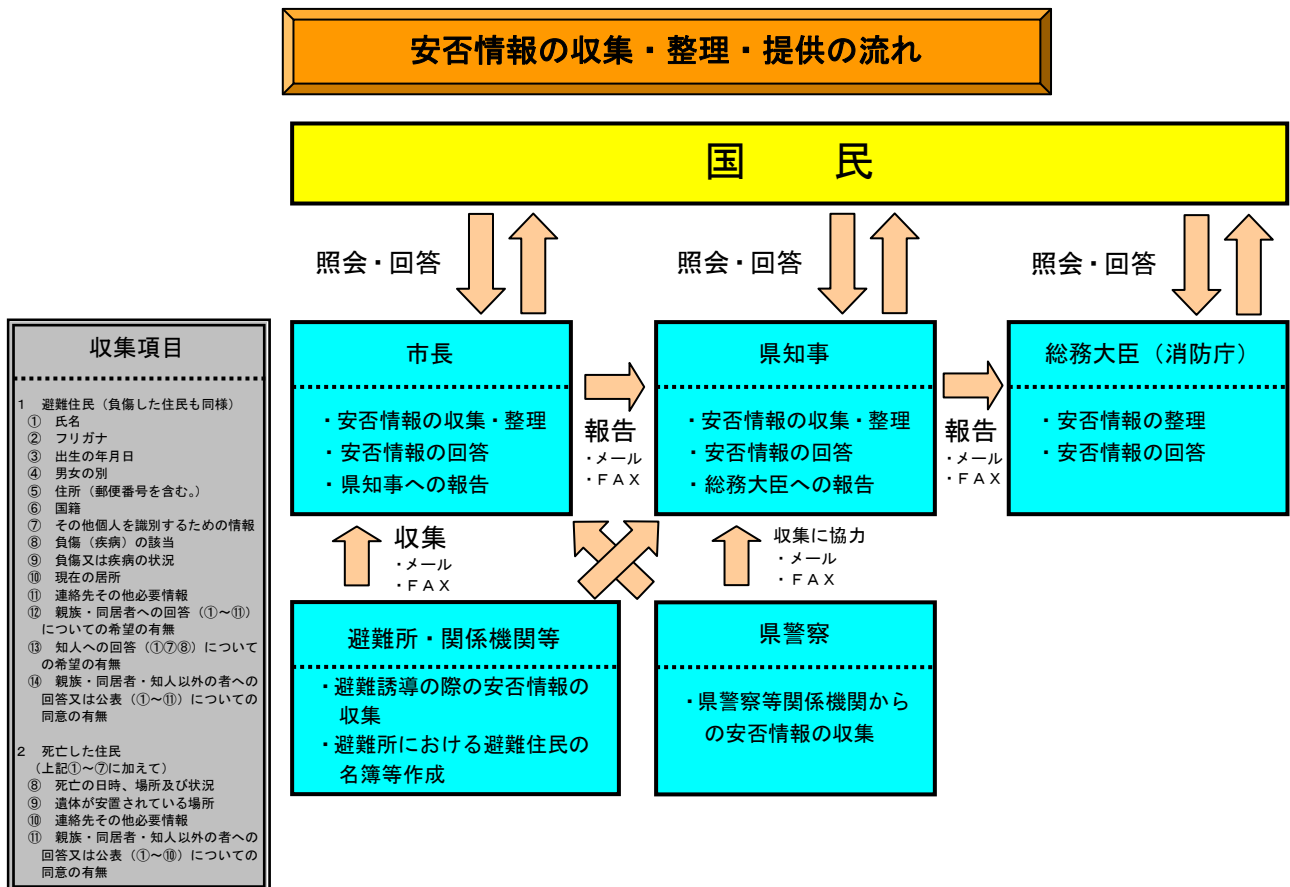 安否情報の収集・整理・提供の流れ
国 民
照会・回答
照会・回答
照会・回答
収集項目
1 避難住民（負傷した住民も同様）
① 氏名
② フリガナ
③ 出生の年月日
④ 男女の別
⑤ 住所（郵便番号を含む。）
⑥ 国籍
⑦ その他個人を識別するための情報
⑧ 負傷（疾病）の該当
⑨ 負傷又は疾病の状況
⑩ 現在の居所
⑪ 連絡先その他必要情報
⑫ 親族・同居者への回答（①～⑪）
についての希望の有無
⑬ 知人への回答（①⑦⑧）について
の希望の有無
⑭ 親族・同居者・知人以外の者への
回答又は公表（①～⑪）についての
同意の有無
2 死亡した住民
（上記①～⑦に加えて）
⑧ 死亡の日時、場所及び状況
⑨ 遺体が安置されている場所
⑩ 連絡先その他必要情報
⑪ 親族・同居者・知人以外の者への
回答又は公表（①～⑩）についての
同意の有無
市長
・安否情報の収集・整理
・安否情報の回答
・県知事への報告
報告
・メール
・ＦＡＸ
県知事
・安否情報の収集・整理
・安否情報の回答
・総務大臣への報告
報告
・メール
・ＦＡＸ
総務大臣（消防庁）
・安否情報の整理
・安否情報の回答
収集
・メール
・ＦＡＸ
収集に協力
・メール
・ＦＡＸ
避難所・関係機関等
・避難誘導の際の安否情報の
収集
・避難所における避難住民の
名簿等作成
県警察
・県警察等関係機関から
の安否情報の収集